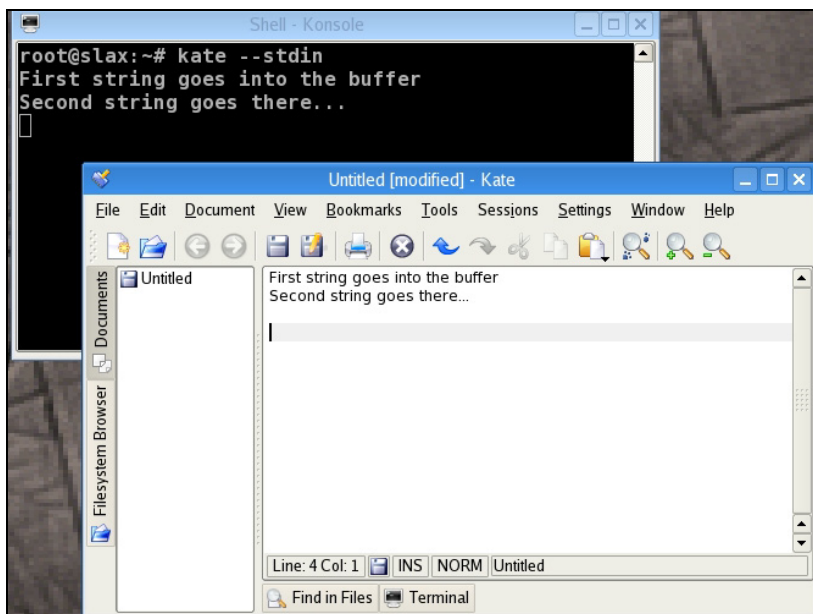 Shell - Konsole
root@slax:~# kate --stdin
First string goes into the buffer
Second string goes there...
Untitled [modified] - Kate
File Edit Document View Bookmarks Tools Sessions Settings Window Help
Documents
Filesystem Browser
Untitled
First string goes into the buffer
Second string goes there...
Line: 4 Col: 1 INS NORM Untitled
Find in Files Terminal